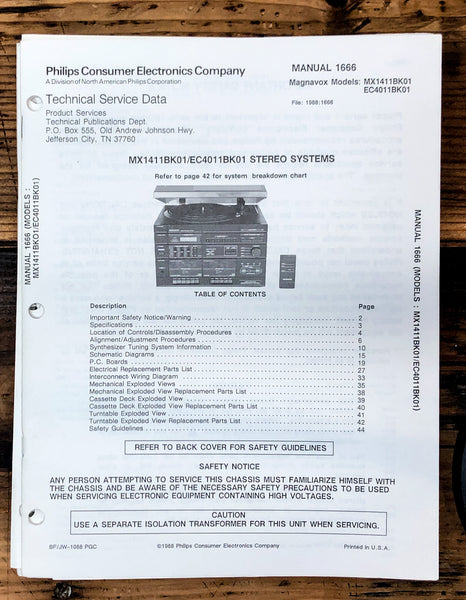 Philips Consumer Electronics Company
A Division of North American Philips Corporation
MANUAL 1666
Magnavox Models: MX1411BK01
EC4011BK01
File: 1988:1666
Technical Service Data
Product Services
Technical Publications Dept.
P.O. Box 555, Old Andrew Johnson Hwy.
Jefferson City, TN 37760
MX1411BK01/EC4011BK01 STEREO SYSTEMS
Refer to page 42 for system breakdown chart
MANUAL 1666 (MODELS :
MX1411BK01/EC4011BK01)
MANUAL 1666 (MODELS : MX1411BK01/EC4011BK01)
TABLE OF CONTENTS
Description Page
Important Safety Notice/Warning 2
Specifications 3
Location of Controls/Disassembly Procedures 4
Alignment/Adjustment Procedures 6
Synthesizer Tuning System Information 10
Schematic Diagrams 15
P.C. Boards 19
Electrical Replacement Parts List 27
Interconnect Wiring Diagram 33
Mechanical Exploded Views 35
Mechanical Exploded View Replacement Parts List 38
Cassette Deck Exploded View 39
Cassette Deck Exploded View Replacement Parts List 40
Turntable Exploded View 41
Turntable Exploded View Replacement Parts List 42
Safety Guidelines 44
REFER TO BACK COVER FOR SAFETY GUIDELINES
SAFETY NOTICE
ANY PERSON ATTEMPTING TO SERVICE THIS CHASSIS MUST FAMILIARIZE HIMSELF WITH
THE CHASSIS AND BE AWARE OF THE NECESSARY SAFETY PRECAUTIONS TO BE USED
WHEN SERVICING ELECTRONIC EQUIPMENT CONTAINING HIGH VOLTAGES.
CAUTION
USE A SEPARATE ISOLATION TRANSFORMER FOR THIS UNIT WHEN SERVICING.
BF/JW-1088 PGC
©1988 Philips Consumer Electronics Company
Printed in U.S.A.